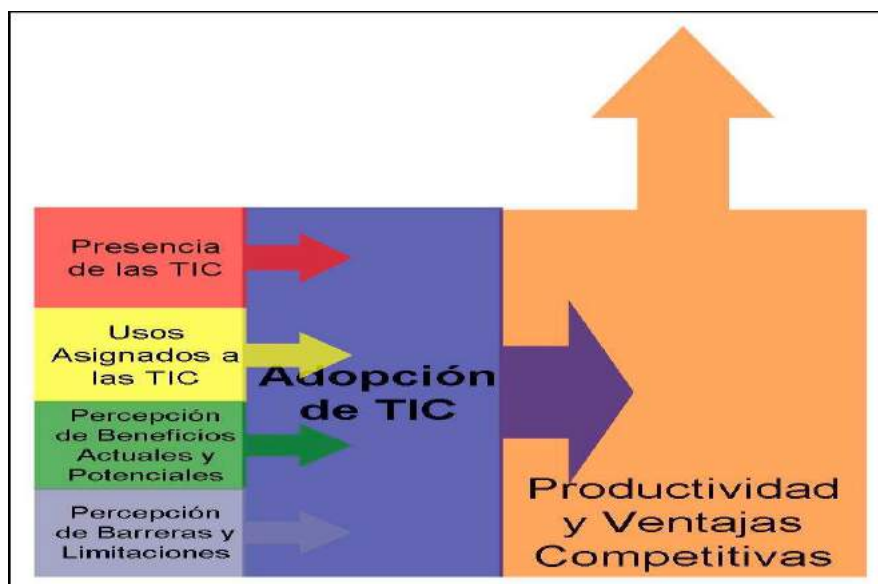 Presencia
de las TIC
Usos
Asignados a
las TIC
Percepción
de Beneficios
Actuales y
Potenciales
Percepción
de Barreras y
Limitaciones
Adopción
de TIC
Productividad
y Ventajas
Competitivas